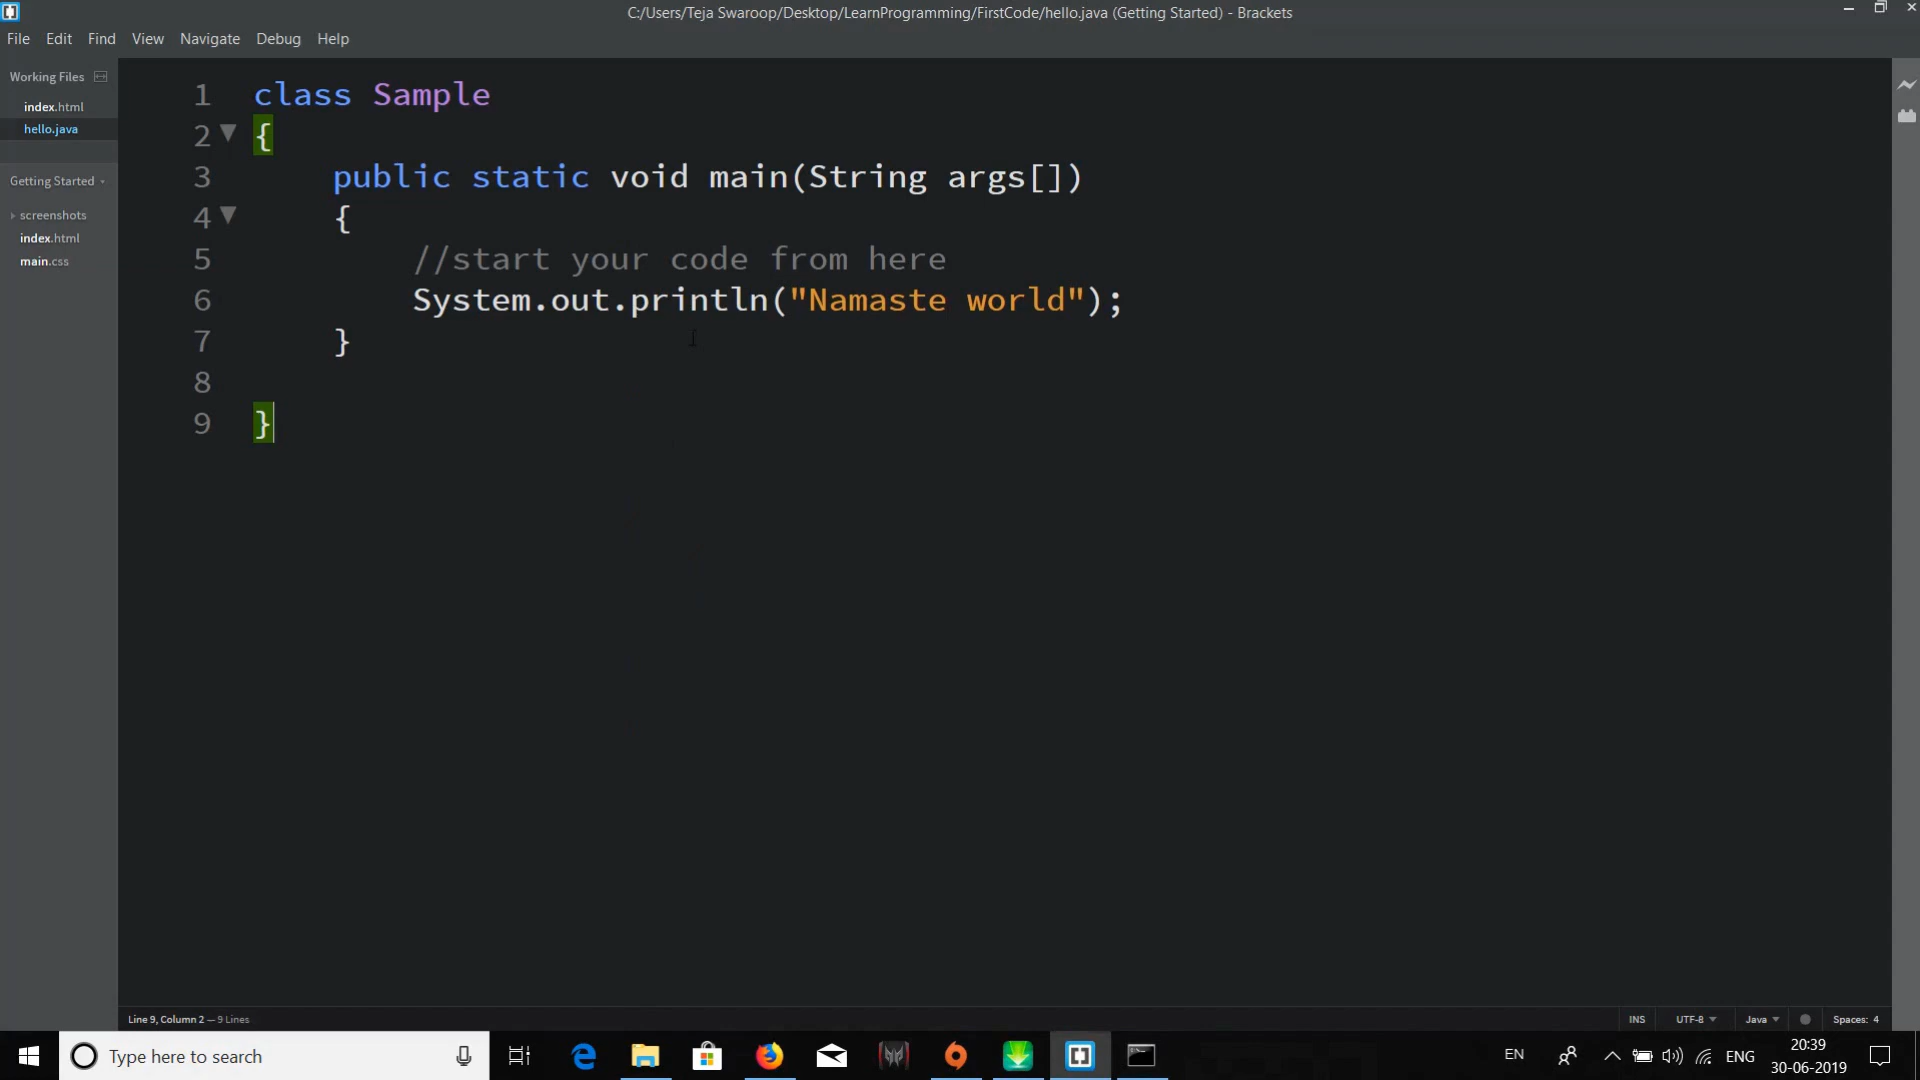 C:/Users/Teja Swaroop/Desktop/LearnProgramming/FirstCode/hello.java (Getting Started) - Brackets
File Edit Find View Navigate Debug Help
Working Files
index.html
hello.java
Getting Started
screenshots
index.html
main.css
1 class Sample
2 {
3 public static void main(String args[])
4 {
5 //start your code from here
6 System.out.println("Namaste world");
7 }
8
9 }
Line 9, Column 2 — 9 Lines
INS UTF-8 Java Spaces: 4
Type here to search
EN
ENG
20:39
30-06-2019